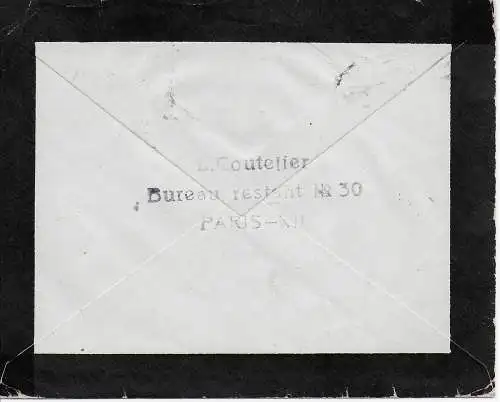 L. Coutelier
Bureau restant № 30
PARIS-XII